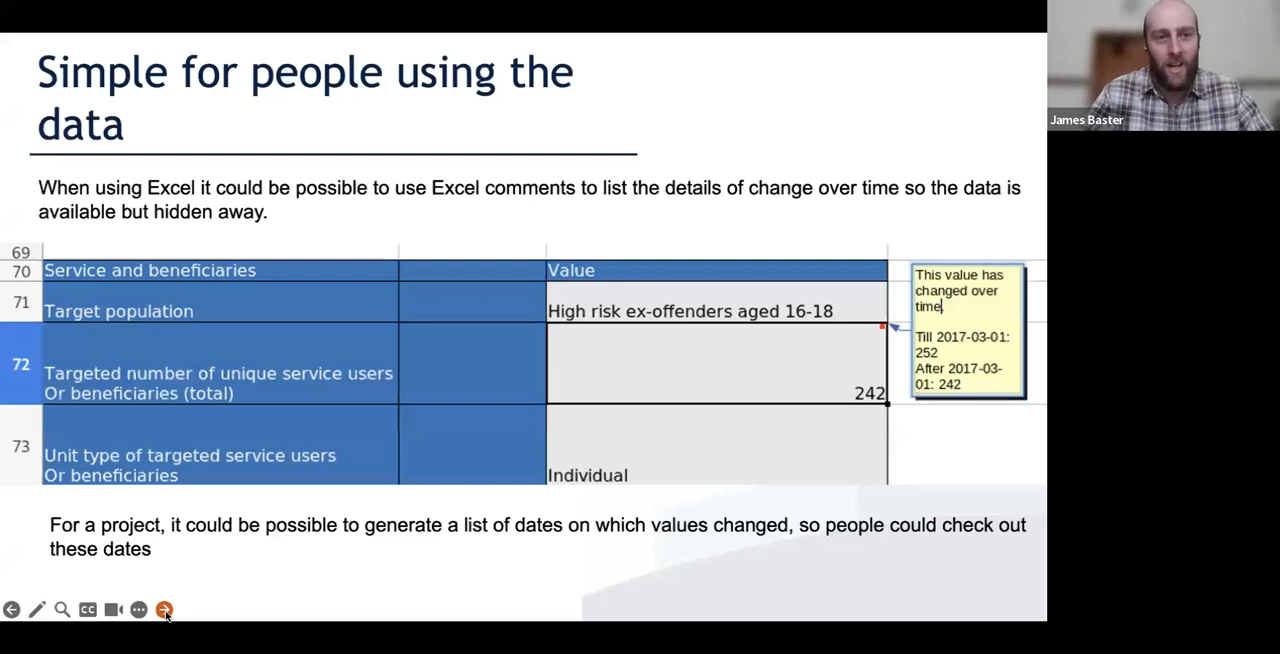 Simple for people using the
data
James Baster
When using Excel it could be possible to use Excel comments to list the details of change over time so the data is
available but hidden away.
69
70 Service and beneficiaries Value
71 Target population High risk ex-offenders aged 16-18
72 Targeted number of unique service users
Or beneficiaries (total) 242
73 Unit type of targeted service users
Or beneficiaries Individual
This value has
changed over
time
Till 2017-03-01:
252
After 2017-03-
01: 242
For a project, it could be possible to generate a list of dates on which values changed, so people could check out
these dates
CC